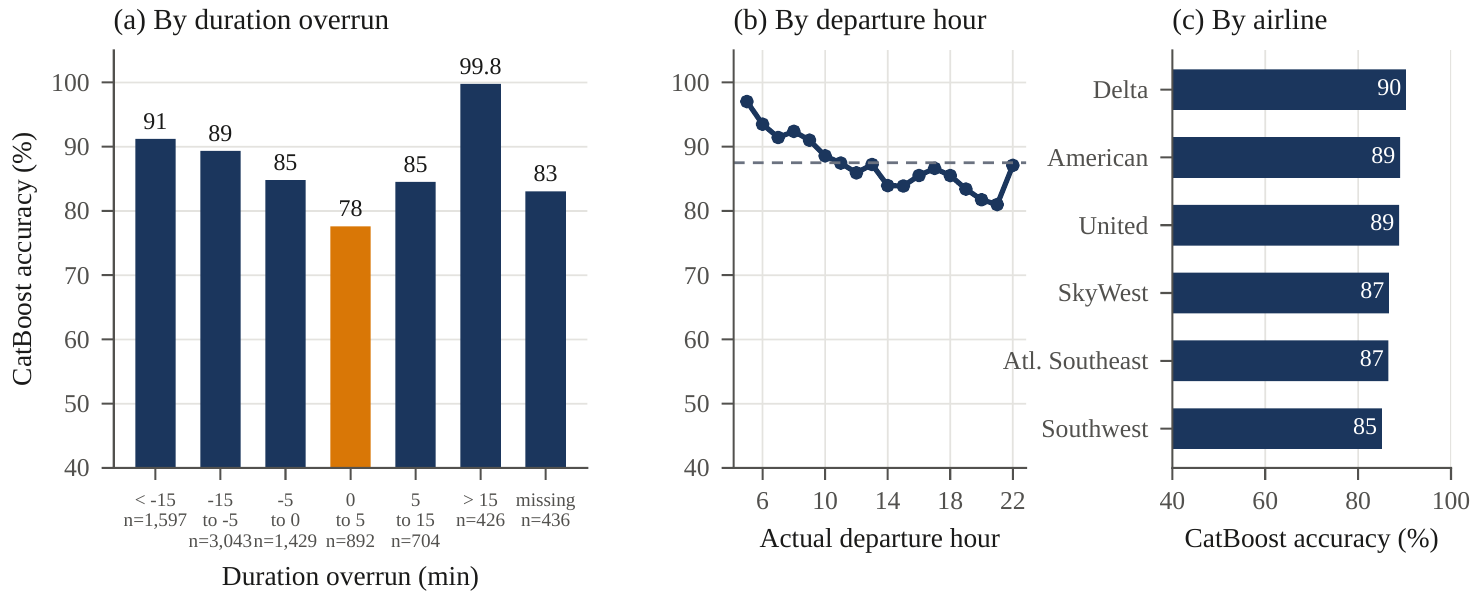 (a) By duration overrun
CatBoost accuracy (%)
100
90
80
70
60
50
40
91
89
85
78
85
99.8
83
< -15
n=1,597
-15
to -5
n=3,043
-5
to 0
n=1,429
0
to 5
n=892
5
to 15
n=704
> 15
n=426
missing
n=436
Duration overrun (min)
(b) By departure hour
100
90
80
70
60
50
40
6
10
14
18
22
Actual departure hour
(c) By airline
Delta
90
American
89
United
89
SkyWest
87
Atl. Southeast
87
Southwest
85
40
60
80
100
CatBoost accuracy (%)